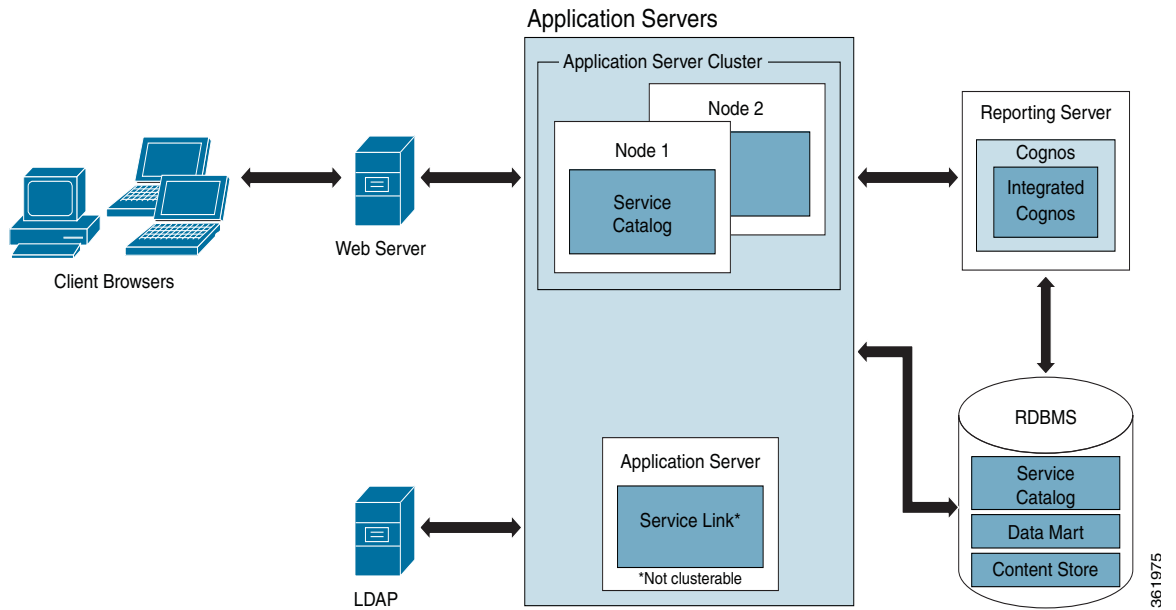 Application Servers
Application Server Cluster
Node 2
Node 1
Service
Catalog
Reporting Server
Cognos
Integrated
Cognos
Web Server
Client Browsers
RDBMS
Service
Catalog
Data Mart
Content Store
Application Server
Service Link*
*Not clusterable
LDAP
361975